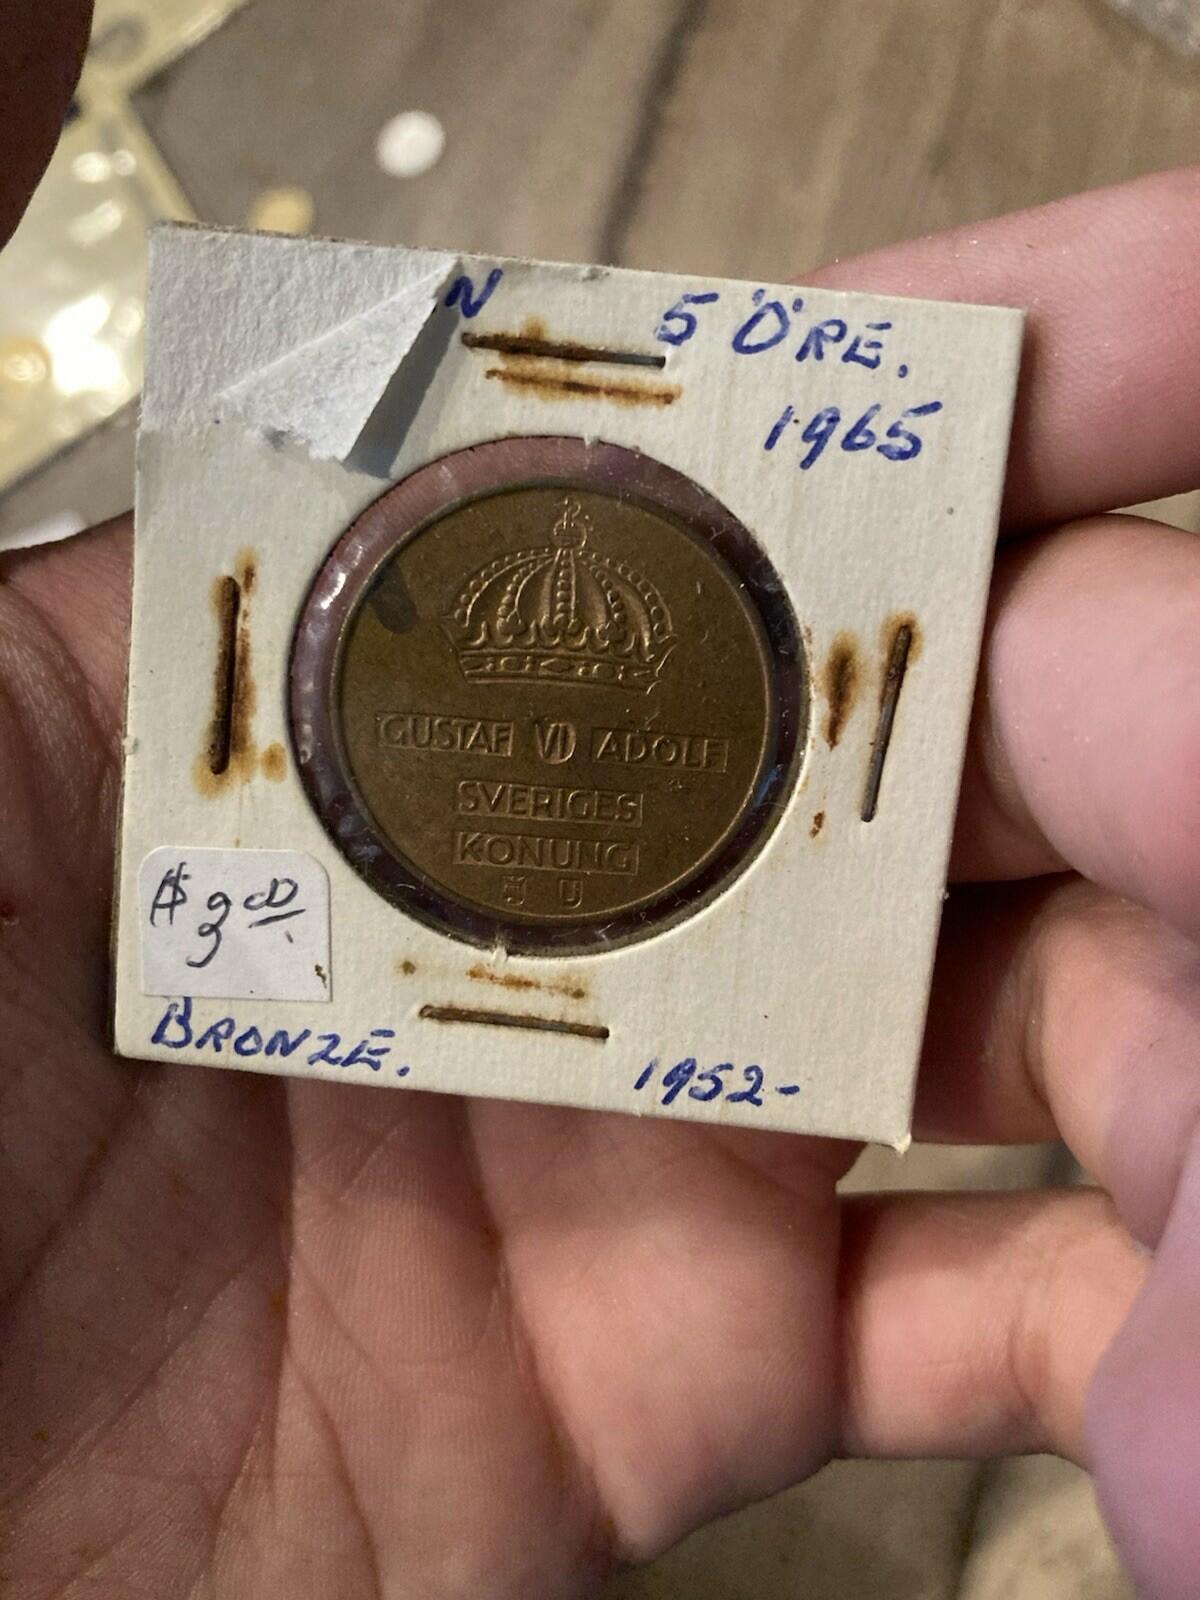 N 5 ÖRE.
1965
GUSTAF VI ADOLF
SVERIGES
KONUNG
U
$3.00
BRONZE.
1952-